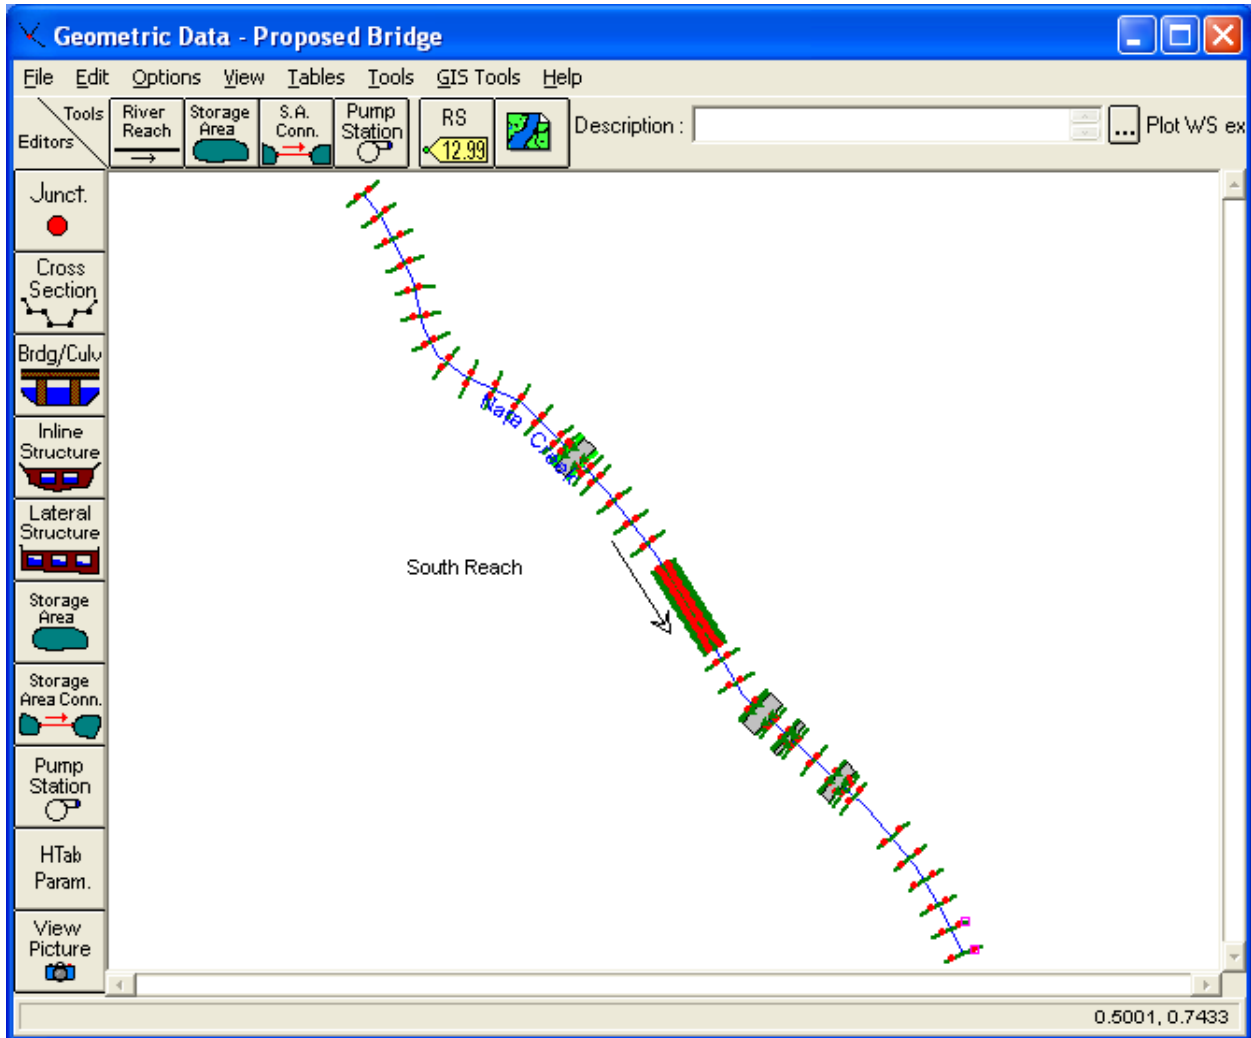 Geometric Data - Proposed Bridge
File Edit Options View Tables Tools GIS Tools Help
Tools
Editors
River
Reach
Storage
Area
S.A.
Conn.
Pump
Station
RS
12.99
Description :
...
Plot WS ex
Junct.
Cross
Section
Brdg/Culv
Inline
Structure
Lateral
Structure
Storage
Area
Storage
Area Conn.
Pump
Station
HTab
Param.
View
Picture
Creek
South Reach
0.5001, 0.7433